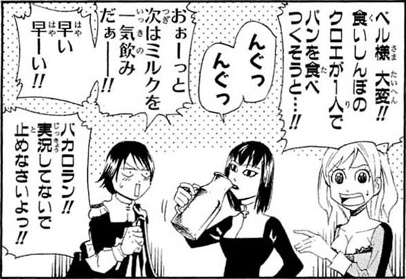 ベル様 大変!!
食いしんぼの
クロエが1人で
パンを食べ
つくそうと…!!
んぐっ
んぐっ
おぉーっと
次はミルクを
一気飲み
だぁーー!!
早い
早ーい!!
バカロラン!!
実況してないで
止めなさいよっ!!